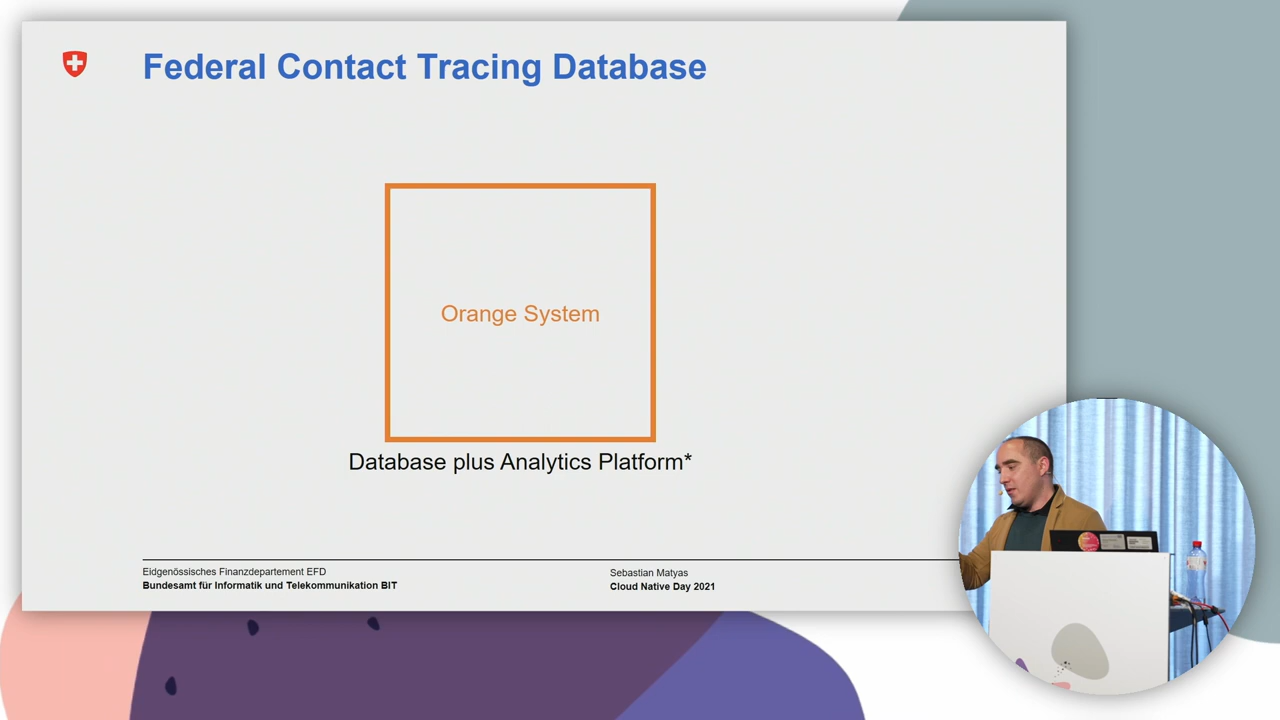 Federal Contact Tracing Database
Orange System
Database plus Analytics Platform*
Eidgenössisches Finanzdepartement EFD
Bundesamt für Informatik und Telekommunikation BIT
Sebastian Matyas
Cloud Native Day 2021